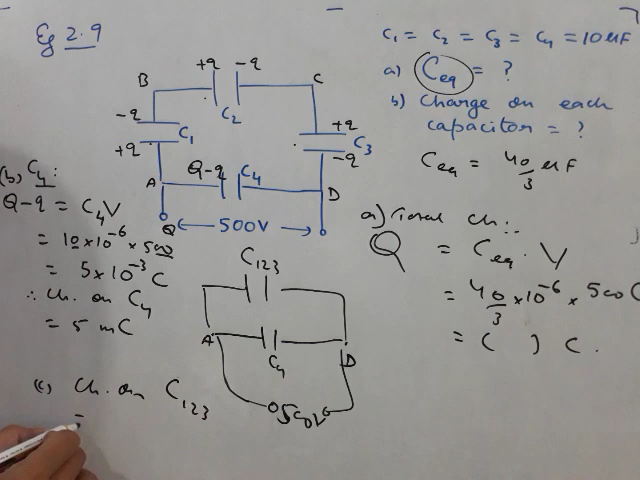 Eg 2.9
C₁ = C₂ = C₃ = C₄ = 10 μF
a) Ceq = ?
b) Charge on each
capacitor = ?
Ceq = 40/3 μF
+q -q
B C
C₂
-q
+q
C₁
+q
-q
C₃
Q-q C₄
A D
Q ← 500V →
(b) C₄:
Q-q = C₄V
= 10×10⁻⁶ × 500
= 5×10⁻³ C
∴ Ch. on C₄
= 5 mC
(c) Ch. on C₁₂₃
=
C₁₂₃
A D
C₄
500V
a) Total ch:.
Q = Ceq . V
= 40/3 ×10⁻⁶ × 500 C
= ( ) C.